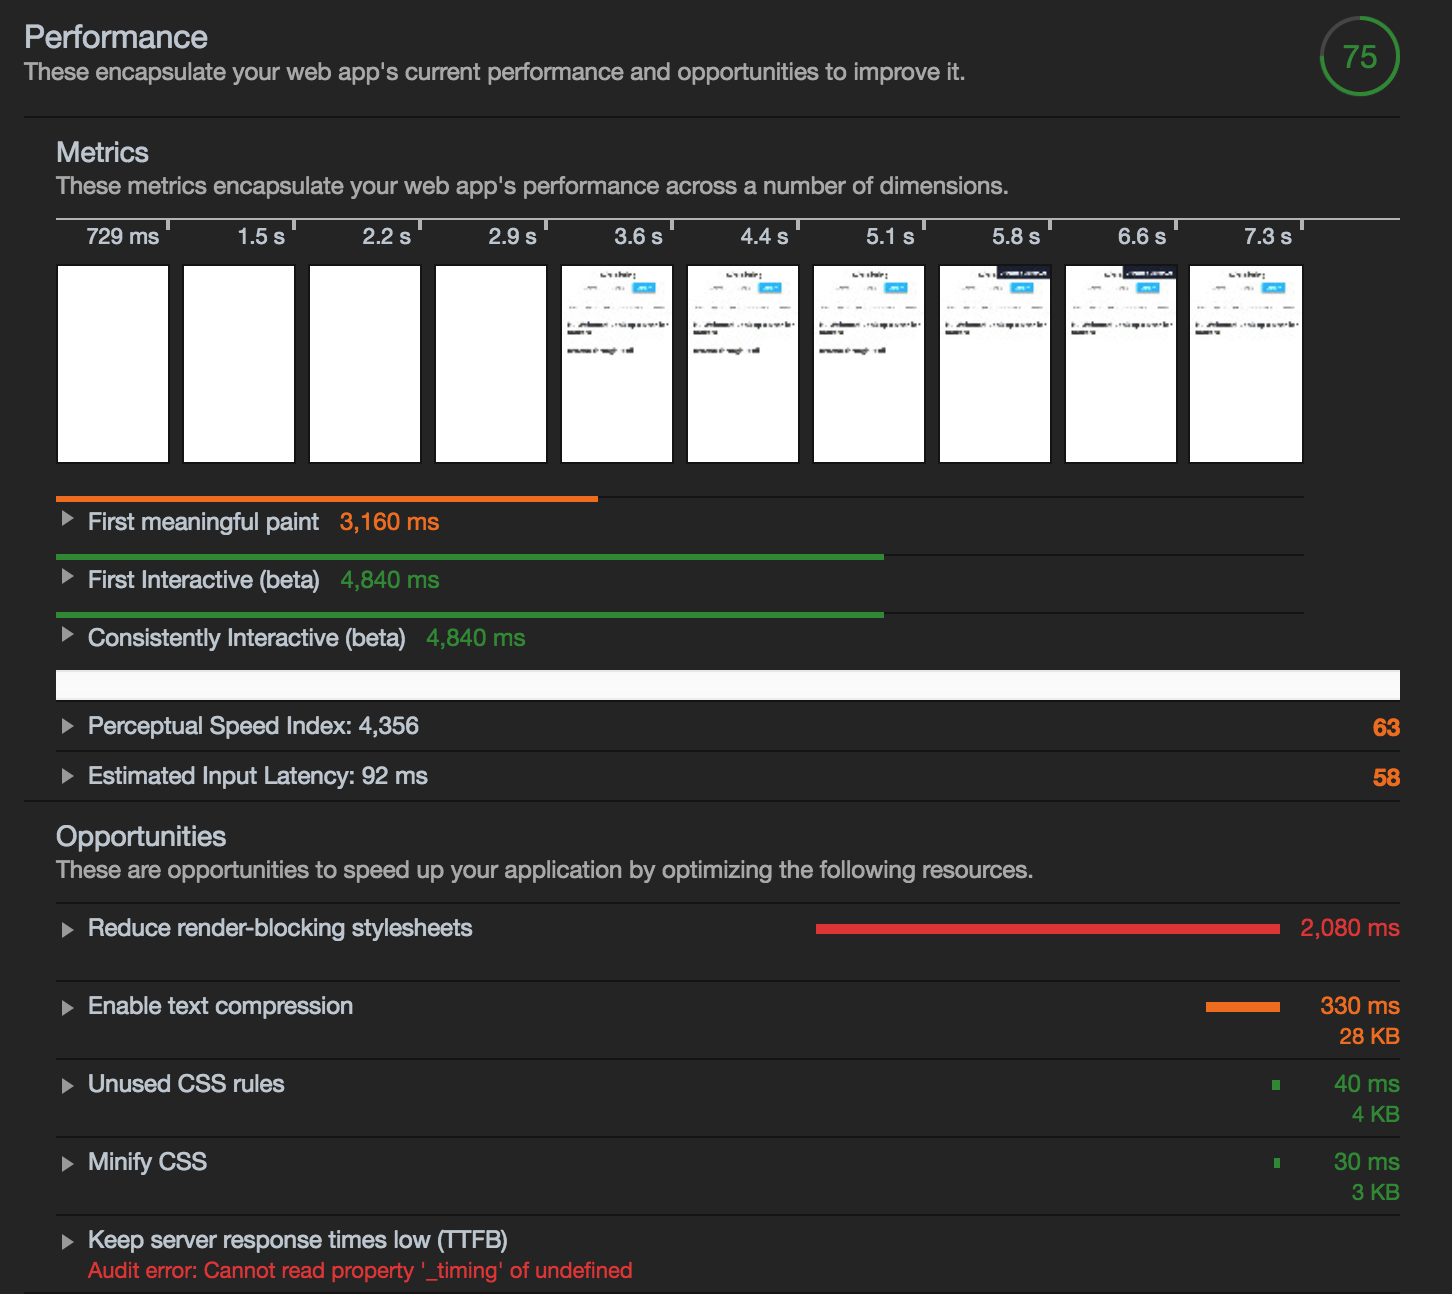 Performance
75
These encapsulate your web app's current performance and opportunities to improve it.
Metrics
These metrics encapsulate your web app's performance across a number of dimensions.
729 ms 1.5 s 2.2 s 2.9 s 3.6 s 4.4 s 5.1 s 5.8 s 6.6 s 7.3 s
First meaningful paint 3,160 ms
First Interactive (beta) 4,840 ms
Consistently Interactive (beta) 4,840 ms
Perceptual Speed Index: 4,356 63
Estimated Input Latency: 92 ms 58
Opportunities
These are opportunities to speed up your application by optimizing the following resources.
Reduce render-blocking stylesheets 2,080 ms
Enable text compression 330 ms
28 KB
Unused CSS rules 40 ms
4 KB
Minify CSS 30 ms
3 KB
Keep server response times low (TTFB)
Audit error: Cannot read property '_timing' of undefined